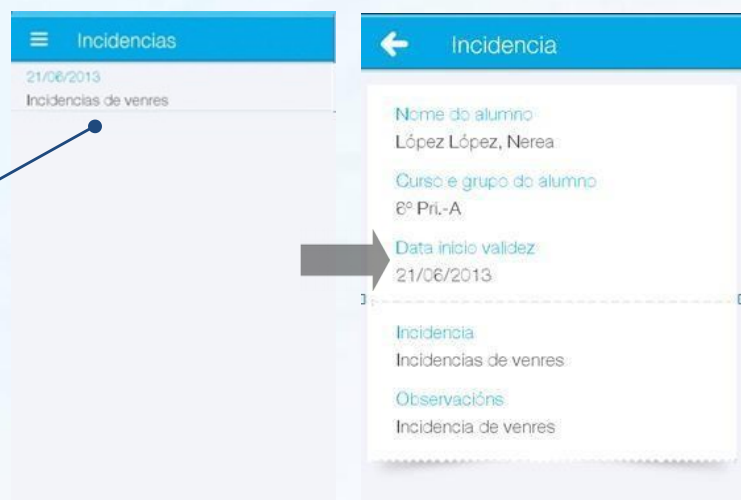 Incidencias
21/06/2013
Incidencias de venres
Incidencia
Nome do alumno
López López, Nerea
Curso e grupo do alumno
6º Pri.-A
Data inicio validez
21/06/2013
Incidencia
Incidencias de venres
Observacións
Incidencia de venres